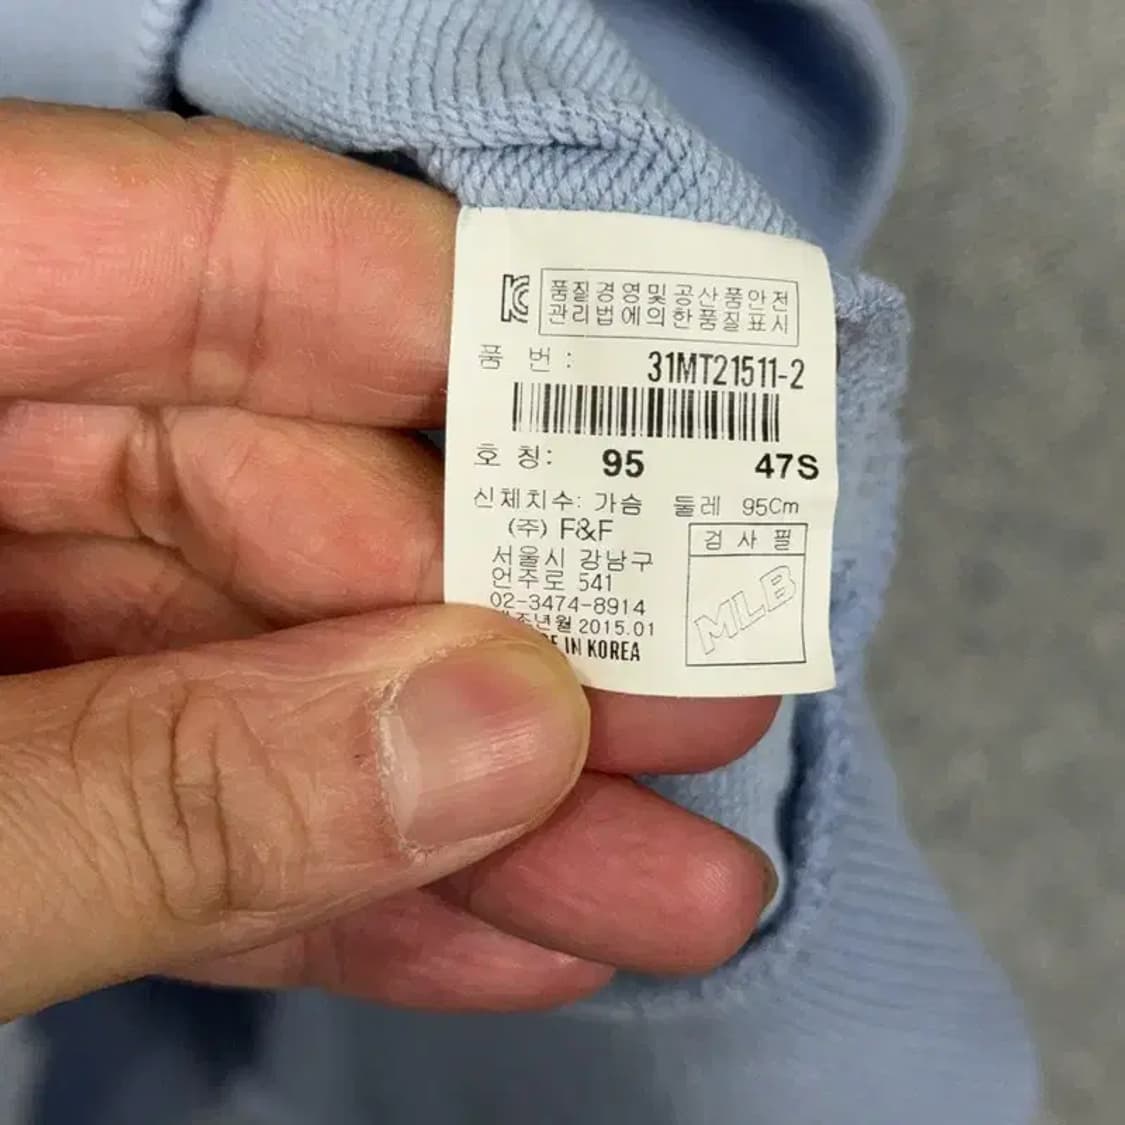 품질경영및공산품안전
관리법에의한품질표시
품 번 : 31MT21511-2
호 칭: 95 47S
신체치수: 가슴 둘레 95Cm
(주) F&F
서울시 강남구
언주로 541
02-3474-8914
2015.01
IN KOREA
검 사 필
MLB